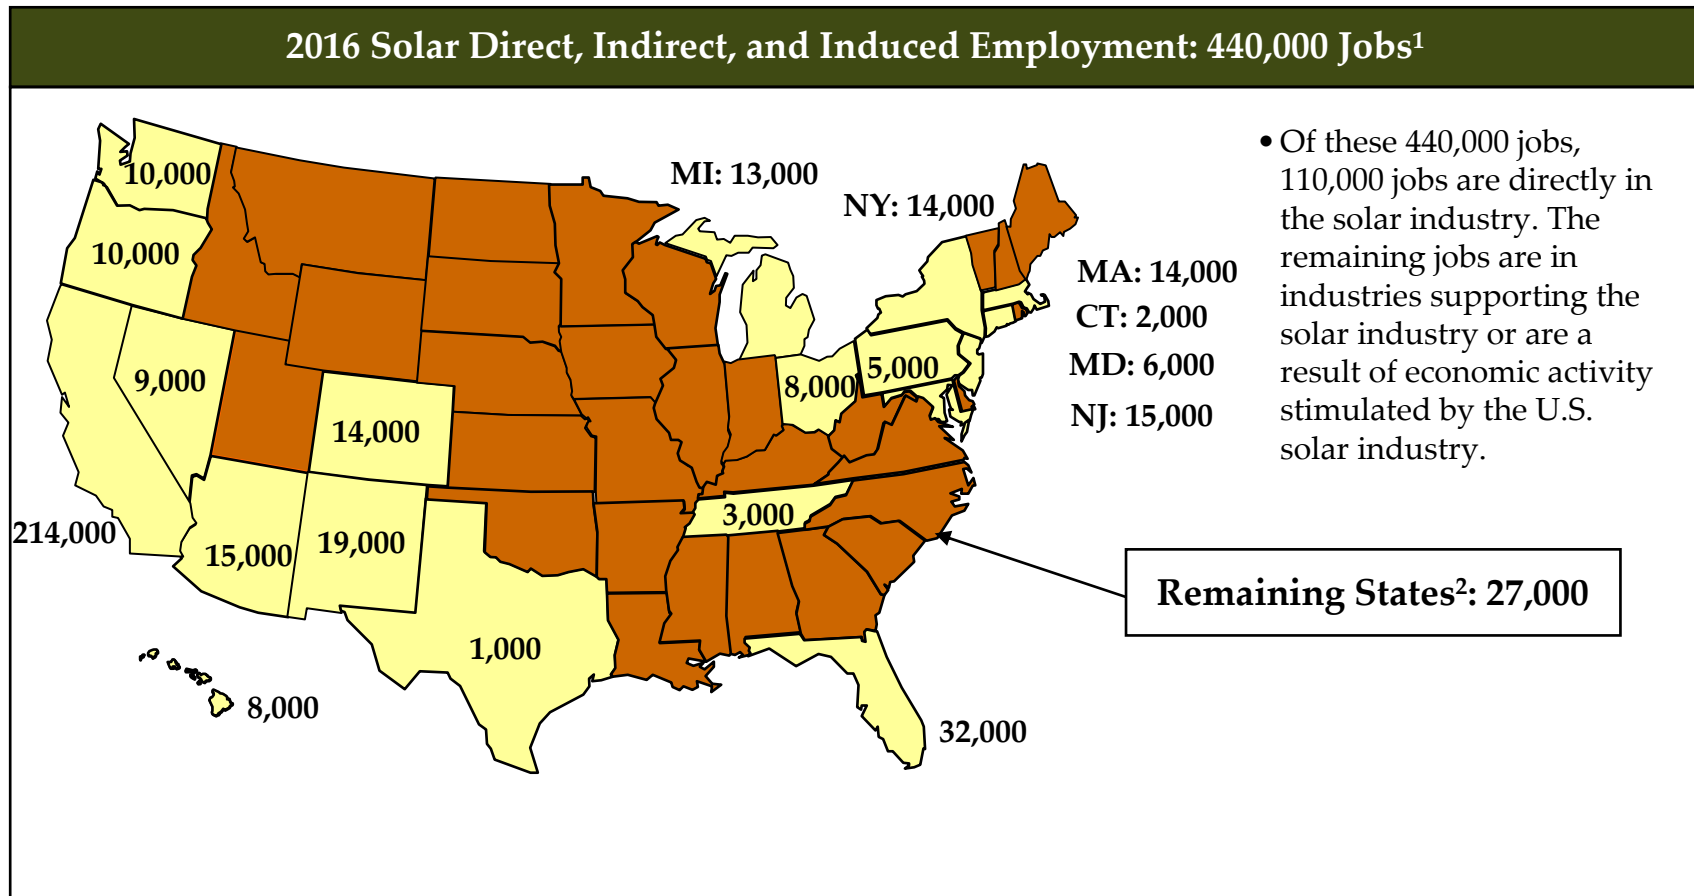 2016 Solar Direct, Indirect, and Induced Employment: 440,000 Jobs¹
10,000
10,000
9,000
214,000
15,000
19,000
14,000
1,000
8,000
MI: 13,000
NY: 14,000
MA: 14,000
CT: 2,000
MD: 6,000
NJ: 15,000
8,000
5,000
3,000
32,000
Remaining States²: 27,000
• Of these 440,000 jobs,
110,000 jobs are directly in
the solar industry. The
remaining jobs are in
industries supporting the
solar industry or are a
result of economic activity
stimulated by the U.S.
solar industry.